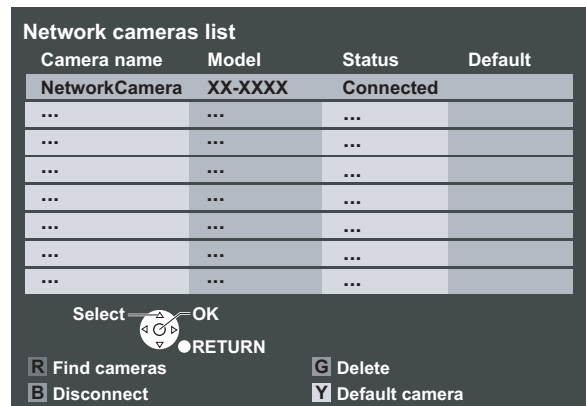 Network cameras list
Camera name Model Status Default
NetworkCamera XX-XXXX Connected
... ... ...
... ... ...
... ... ...
... ... ...
... ... ...
... ... ...
... ... ...
Select OK
RETURN
R Find cameras G Delete
B Disconnect Y Default camera